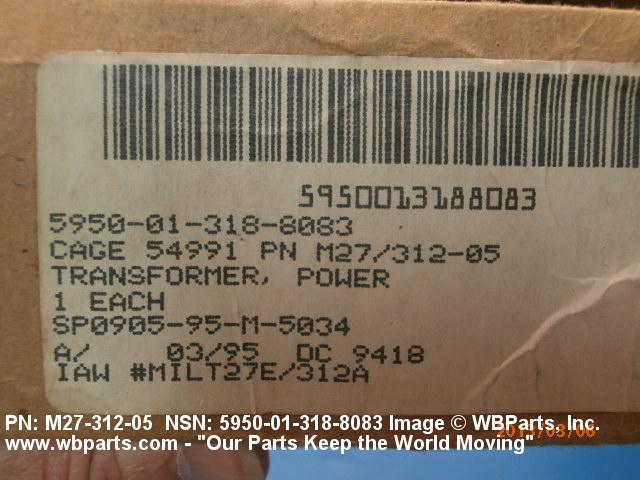 5950013188083
5950-01-318-8083
CAGE 54991 PN M27/312-05
TRANSFORMER, POWER
1 EACH
SP0905-95-M-5034
A/ 03/95 DC 9418
IAW #MILT27E/312A
PN: M27-312-05 NSN: 5950-01-318-8083 Image © WBParts, Inc.
www.wbparts.com - "Our Parts Keep the World Moving"